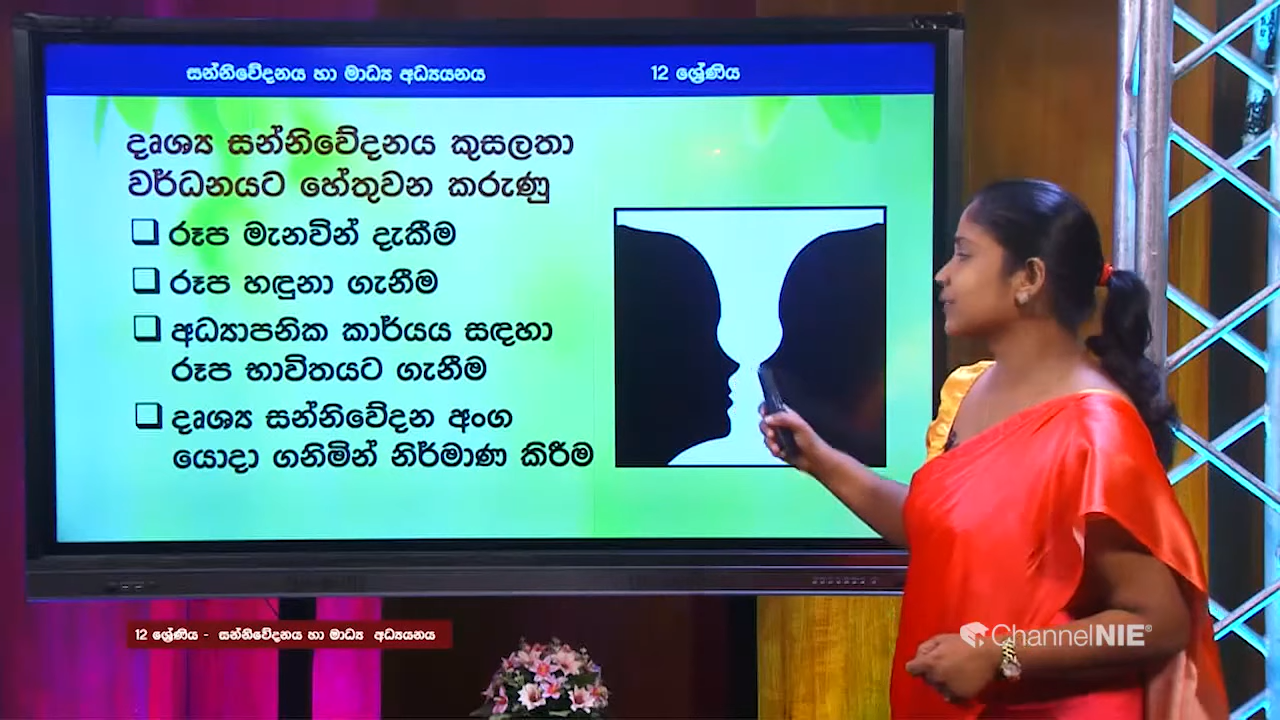 සන්නිවේදනය හා මාධ්‍ය අධ්‍යයනය 12 ශ්‍රේණිය
දෘශ්‍ය සන්නිවේදනය කුසලතා
වර්ධනයට හේතුවන කරුණු
රූප මැනවින් දැකීම
රූප හඳුනා ගැනීම
අධ්‍යාපනික කාර්යය සඳහා
රූප භාවිතයට ගැනීම
දෘශ්‍ය සන්නිවේදන අංග
යොදා ගනිමින් නිර්මාණ කිරීම
12 ශ්‍රේණිය - සන්නිවේදනය හා මාධ්‍ය අධ්‍යයනය
ChannelNIE®